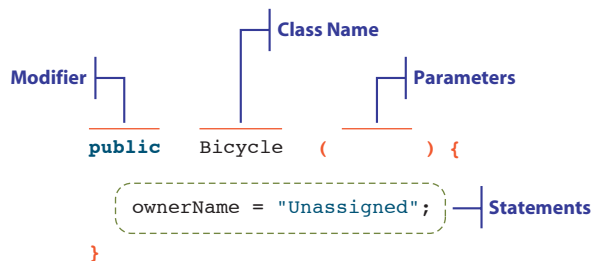 Class Name
Modifier Parameters
public Bicycle ( ) {
ownerName = "Unassigned"; Statements
}